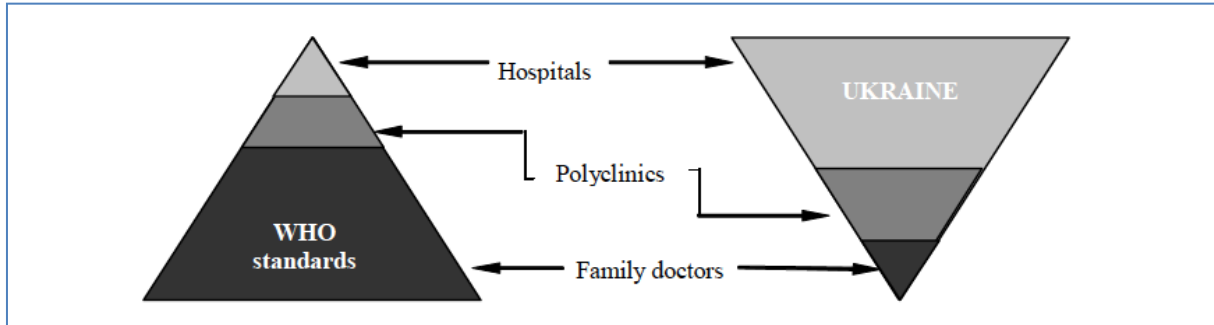 Hospitals
UKRAINE
Polyclinics
WHO
standards
Family doctors